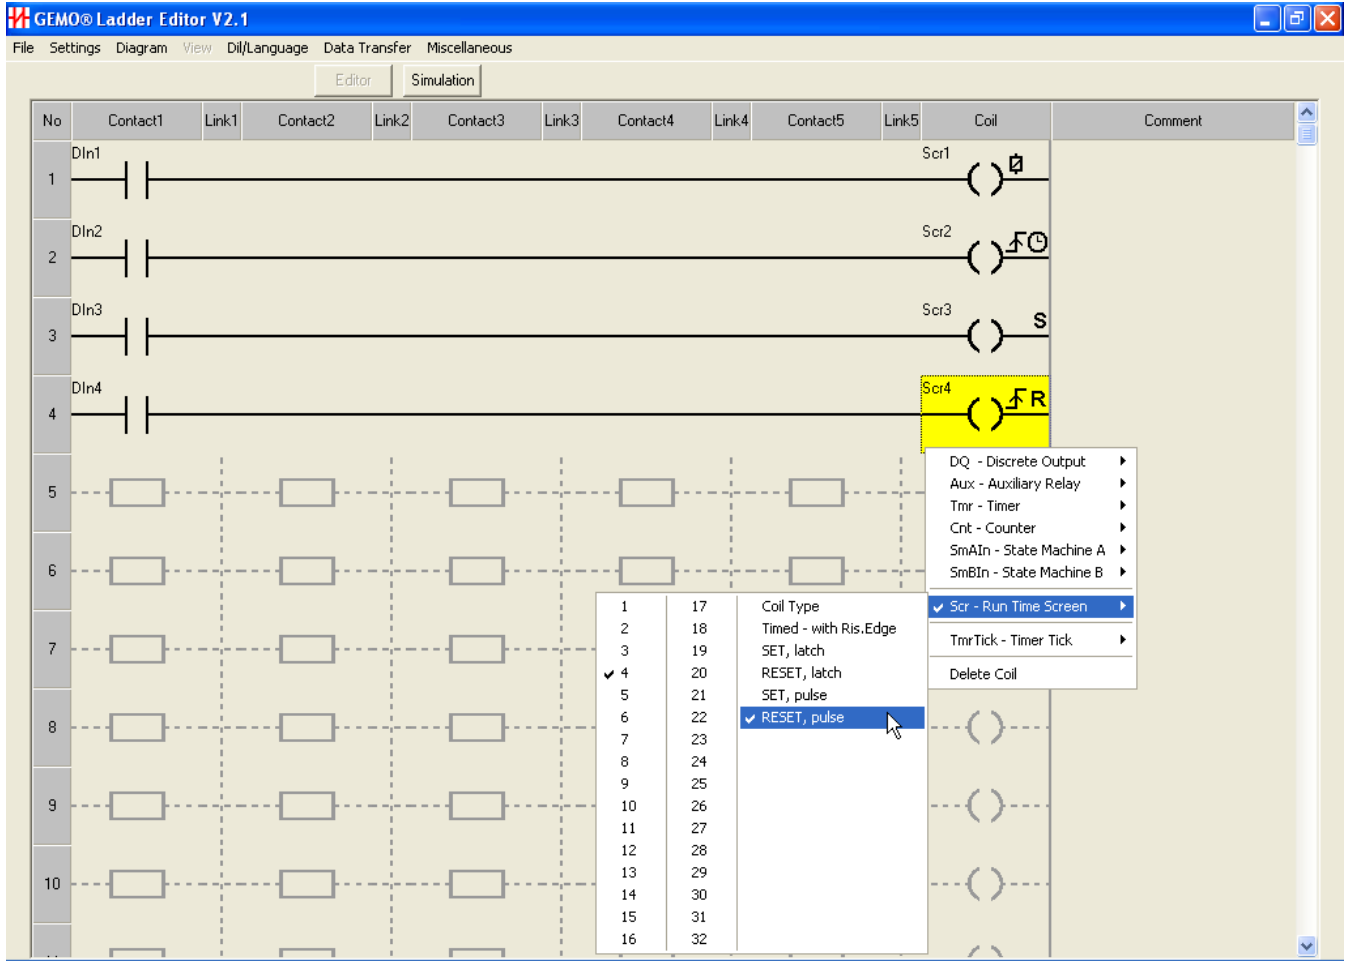 GEMO® Ladder Editor V2.1
File Settings Diagram View Dil/Language Data Transfer Miscellaneous
Editor Simulation
No Contact1 Link1 Contact2 Link2 Contact3 Link3 Contact4 Link4 Contact5 Link5 Coil Comment
DIn1 Scr1
1
DIn2 Scr2
2
DIn3 Scr3
S
3
DIn4 Scr4
R
4
DQ - Discrete Output
Aux - Auxiliary Relay
5
Tmr - Timer
Cnt - Counter
SmAIn - State Machine A
6
SmBIn - State Machine B
1 17 Coil Type Scr - Run Time Screen
2 18 Timed - with Ris.Edge
7
3 19 SET, latch TmrTick - Timer Tick
4 20 RESET, latch Delete Coil
5 21 SET, pulse
6 22 RESET, pulse
8
7 23
8 24
9 25
9
10 26
11 27
12 28
13 29
10
14 30
15 31
16 32